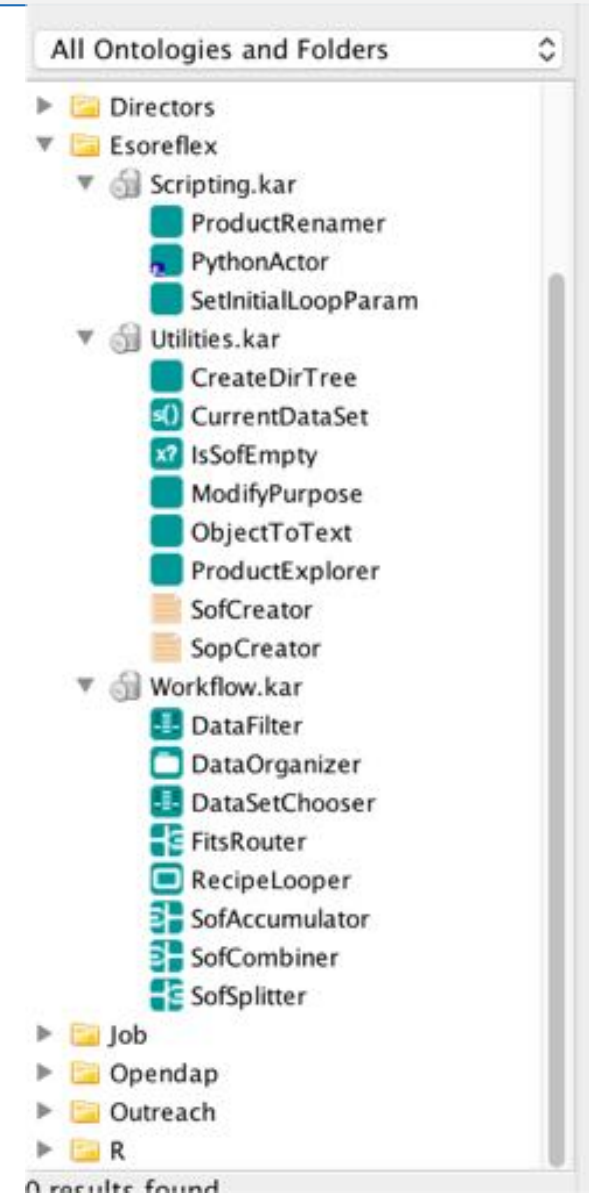 All Ontologies and Folders
Directors
Esoreflex
Scripting.kar
ProductRenamer
PythonActor
SetInitialLoopParam
Utilities.kar
CreateDirTree
s() CurrentDataSet
x? IsSofEmpty
ModifyPurpose
ObjectToText
ProductExplorer
SofCreator
SopCreator
Workflow.kar
DataFilter
DataOrganizer
DataSetChooser
FitsRouter
RecipeLooper
SofAccumulator
SofCombiner
SofSplitter
Job
Opendap
Outreach
R
0 results found